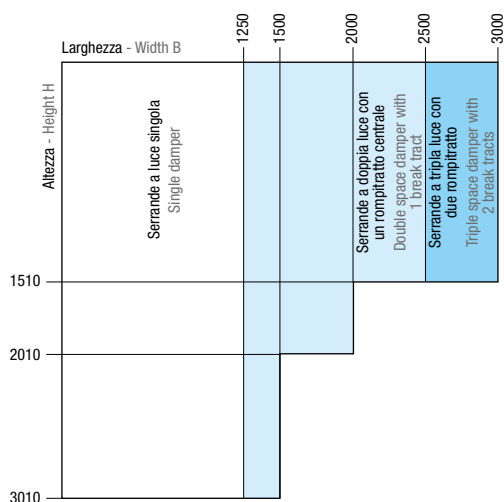 Larghezza - Width B
1250
1500
2000
2500
3000
Altezza - Height H
Serrande a luce singola
Single damper
Serrande a doppia luce con
un rompitratto centrale
Double space damper with
1 break tract
Serrande a tripla luce con
due rompitratto
Triple space damper with
2 break tracts
1510
2010
3010